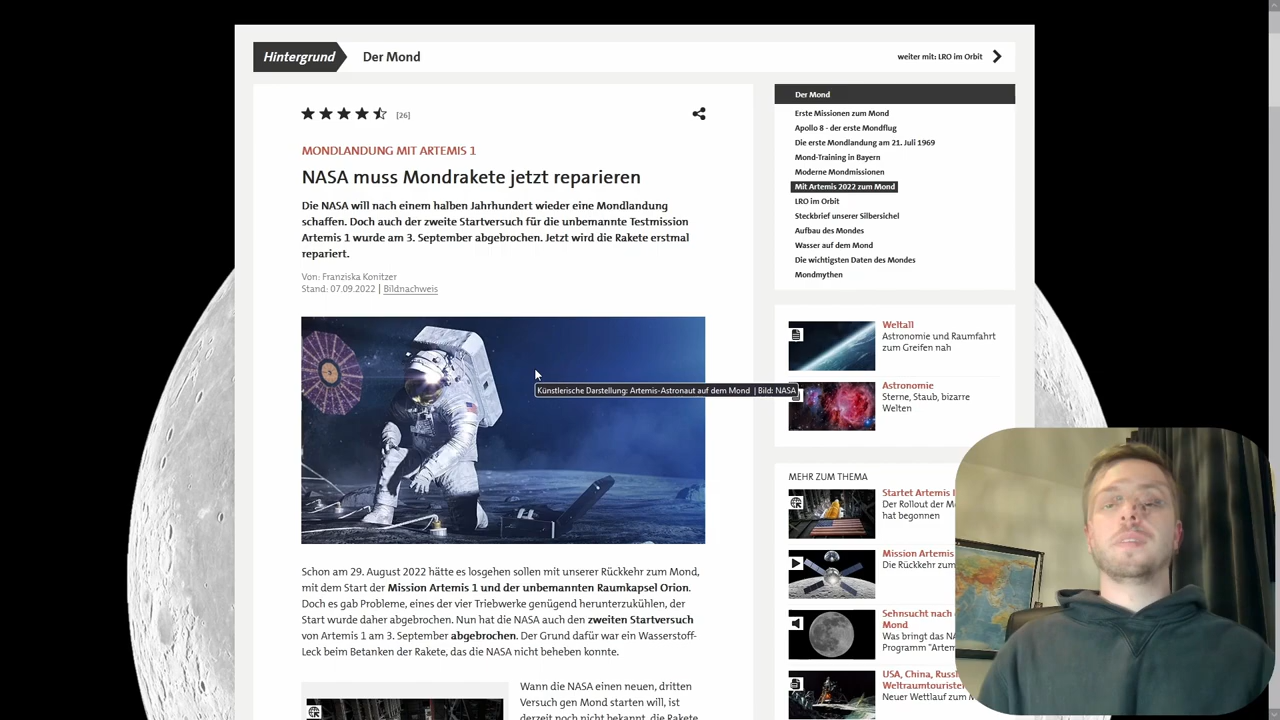 Hintergrund
Der Mond
weiter mit: LRO im Orbit
[26]
MONDLANDUNG MIT ARTEMIS 1
NASA muss Mondrakete jetzt reparieren
Die NASA will nach einem halben Jahrhundert wieder eine Mondlandung
schaffen. Doch auch der zweite Startversuch für die unbemannte Testmission
Artemis 1 wurde am 3. September abgebrochen. Jetzt wird die Rakete erstmal
repariert.
Von: Franziska Konitzer
Stand: 07.09.2022 | Bildnachweis
Künstlerische Darstellung: Artemis-Astronaut auf dem Mond | Bild: NASA
Schon am 29. August 2022 hätte es losgehen sollen mit unserer Rückkehr zum Mond,
mit dem Start der Mission Artemis 1 und der unbemannten Raumkapsel Orion.
Doch es gab Probleme, eines der vier Triebwerke genügend herunterzukühlen, der
Start wurde daher abgebrochen. Nun hat die NASA auch den zweiten Startversuch
von Artemis 1 am 3. September abgebrochen. Der Grund dafür war ein Wasserstoff-
Leck beim Betanken der Rakete, das die NASA nicht beheben konnte.
Wann die NASA einen neuen, dritten
Versuch gen Mond starten will, ist
derzeit noch nicht bekannt, die Rakete
Der Mond
Erste Missionen zum Mond
Apollo 8 - der erste Mondflug
Die erste Mondlandung am 21. Juli 1969
Mond-Training in Bayern
Moderne Mondmissionen
Mit Artemis 2022 zum Mond
LRO im Orbit
Steckbrief unserer Silbersichel
Aufbau des Mondes
Wasser auf dem Mond
Die wichtigsten Daten des Mondes
Mondmythen
Weltall
Astronomie und Raumfahrt
zum Greifen nah
Astronomie
Sterne, Staub, bizarre
Welten
MEHR ZUM THEMA
Startet Artemis
Der Rollout der
hat begonnen
Mission Artemis
Die Rückkehr zum
Sehnsucht nach
Mond
Was bringt das
Programm "Artem
USA, China,
Weltraumtouriste
Neuer Wettlauf zum